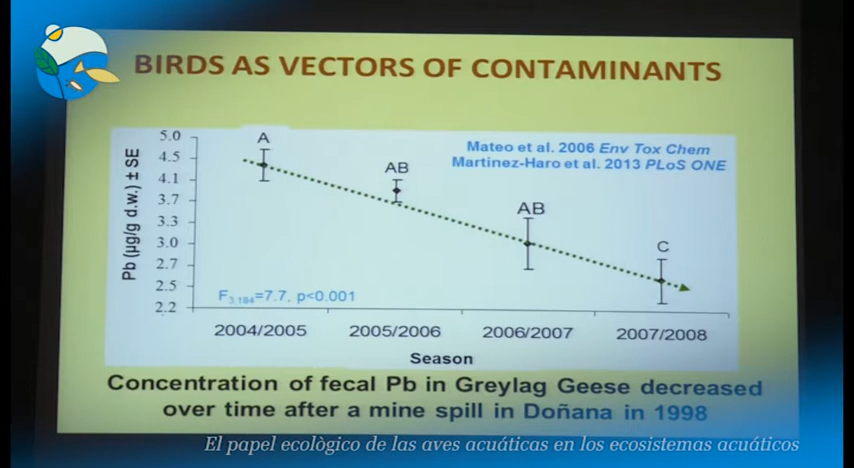 BIRDS AS VECTORS OF CONTAMINANTS
Mateo et al. 2006 Env Tox Chem
Martinez-Haro et al. 2013 PLoS ONE
Pb (µg/g d.w.) ± SE
5.0
4.5
4.1
3.7
3.3
3.0
2.7
2.5
2.2
A
AB
AB
C
F3,184=7.7, p<0.001
2004/2005
2005/2006
2006/2007
2007/2008
Season
Concentration of fecal Pb in Greylag Geese decreased
over time after a mine spill in Doñana in 1998
El papel ecològico de las aves acuáticas en los ecosistemas acuáticos